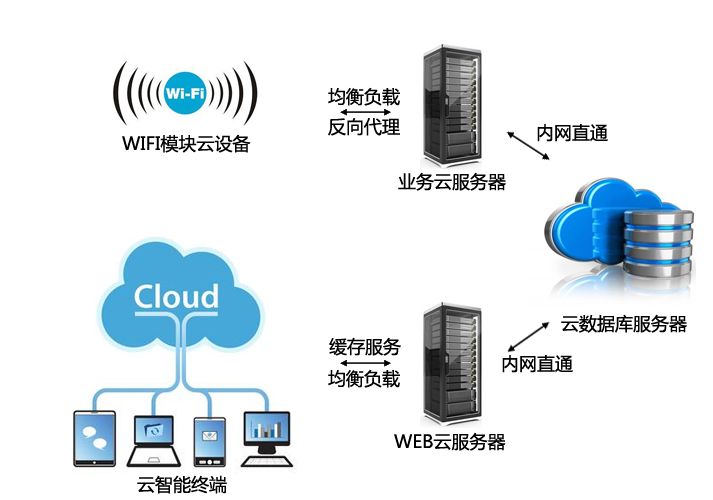 Wi-Fi
WIFI模块云设备
均衡负载
反向代理
业务云服务器
内网直通
Cloud
云智能终端
缓存服务
均衡负载
WEB云服务器
内网直通
云数据库服务器